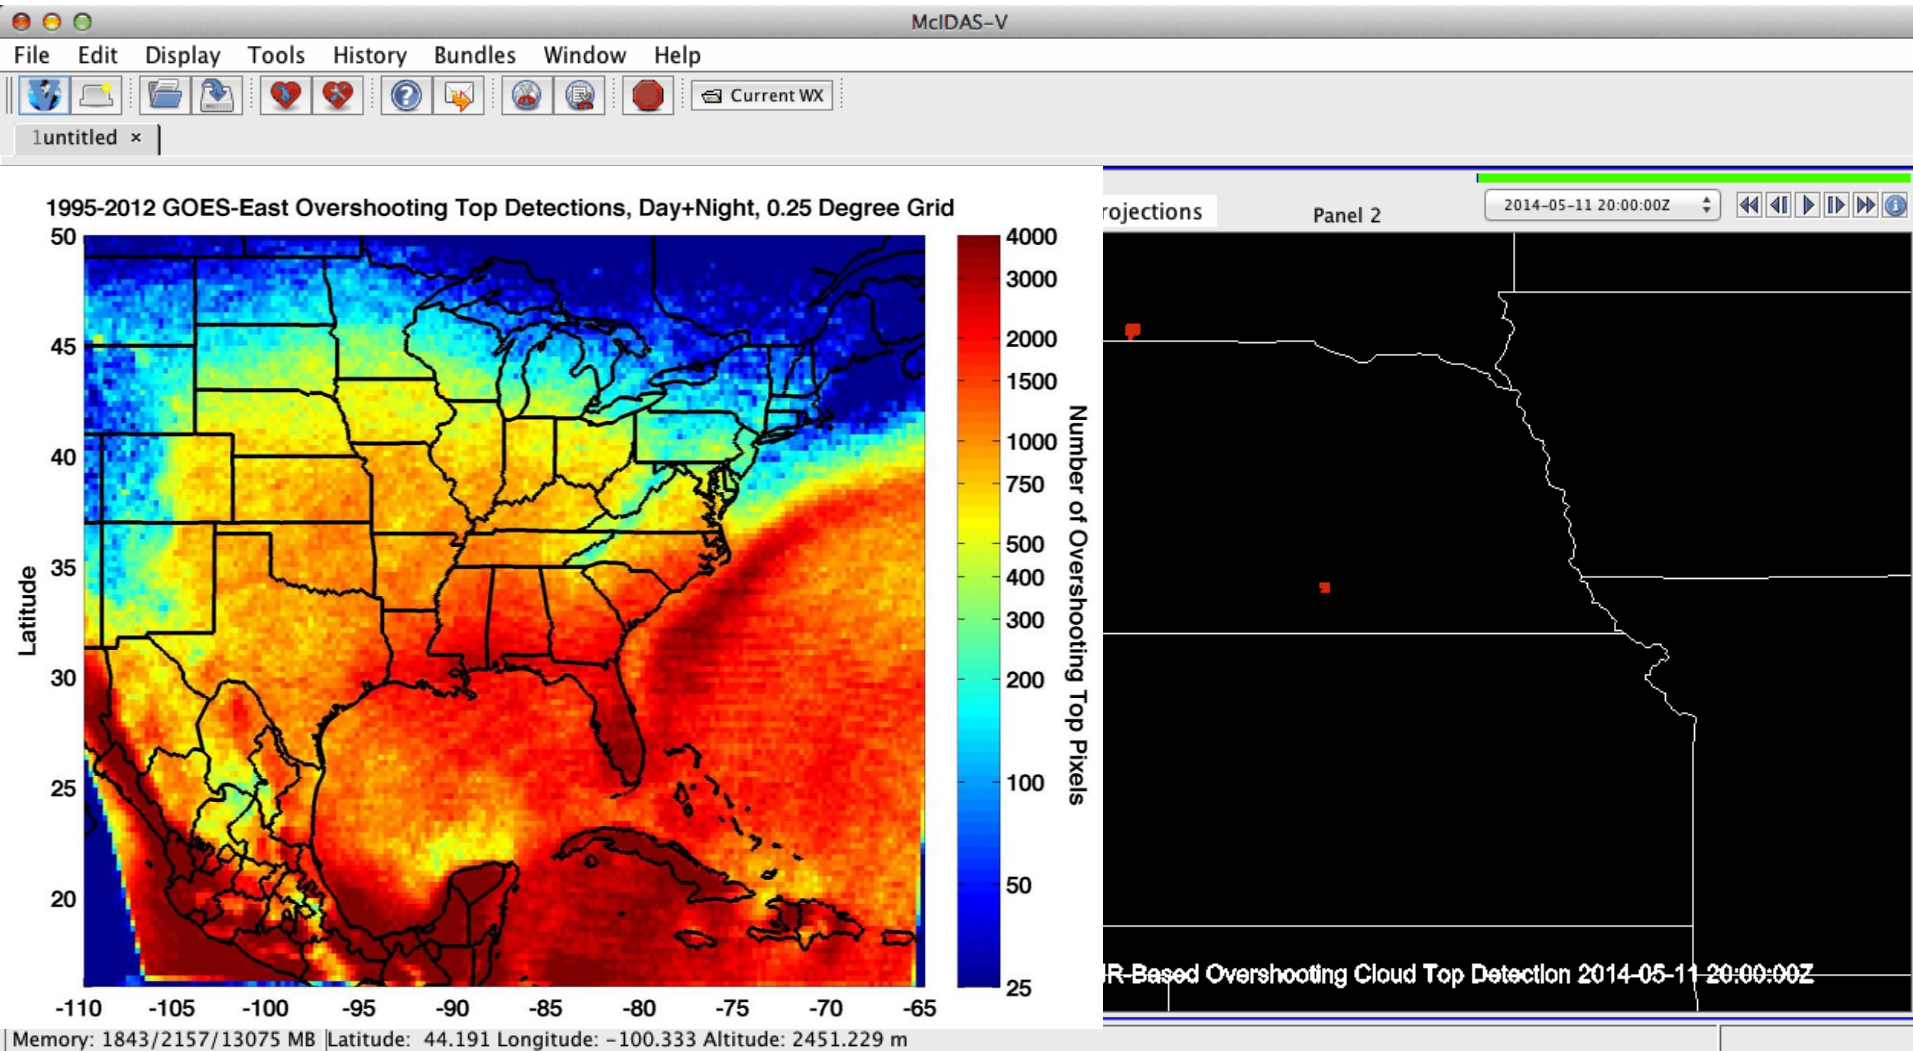 McIDAS-V
File Edit Display Tools History Bundles Window Help
Current WX
1untitled ×
1995-2012 GOES-East Overshooting Top Detections, Day+Night, 0.25 Degree Grid
rojections
Panel 2
2014-05-11 20:00:00Z
50
45
40
35
30
25
20
Latitude
-110 -105 -100 -95 -90 -85 -80 -75 -70 -65
4000
3000
2000
1500
1000
750
500
400
300
200
100
50
25
Number of Overshooting Top Pixels
IR-Based Overshooting Cloud Top Detection 2014-05-11 20:00:00Z
Memory: 1843/2157/13075 MB Latitude: 44.191 Longitude: -100.333 Altitude: 2451.229 m